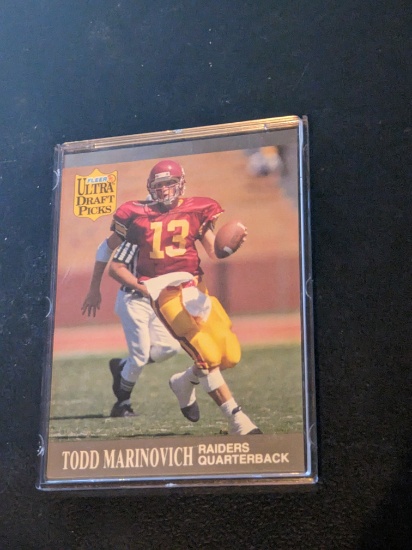 FLEER
ULTRA
DRAFT
PICKS
13
TODD MARINOVICH RAIDERS
QUARTERBACK